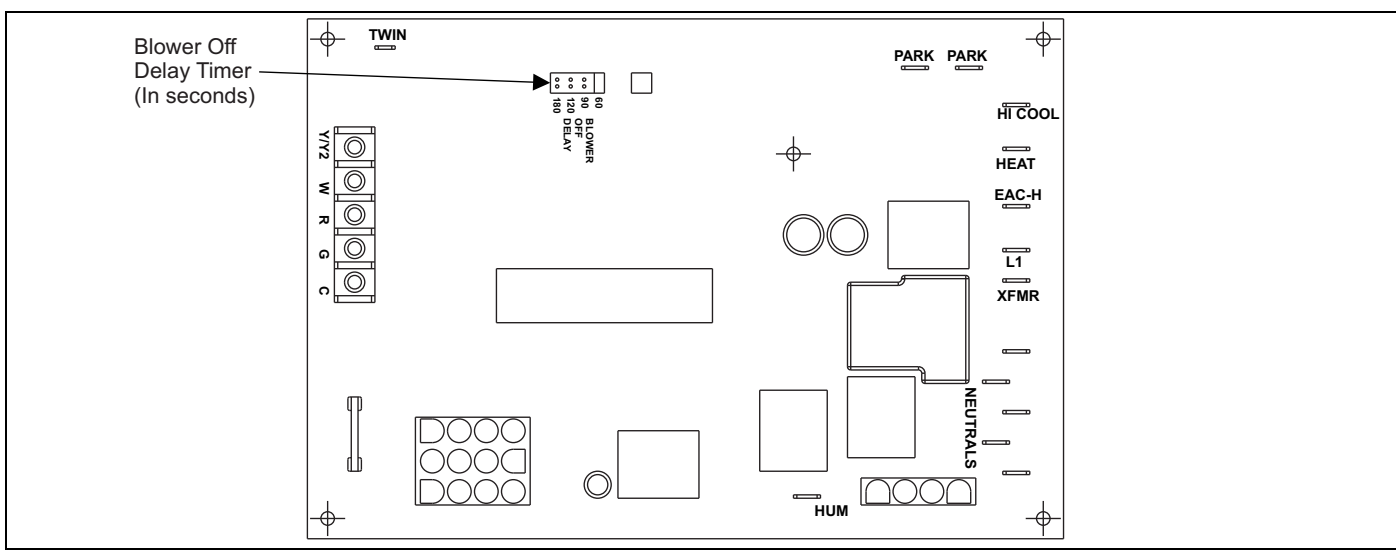 Blower Off
Delay Timer
(In seconds)
TWIN
PARK PARK
180
120
90
60
BLOWER
OFF
DELAY
HI COOL
HEAT
EAC-H
L1
XFMR
Y/Y2
W
R
G
C
NEUTRALS
HUM